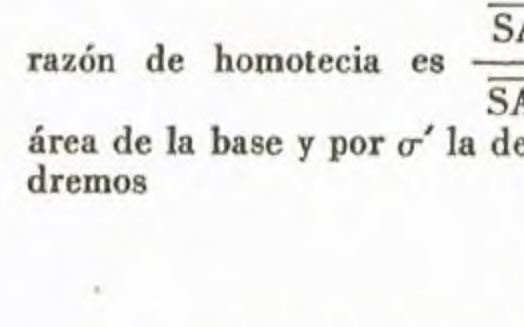 razón de homotecia es SA / SA
área de la base y por σ′ la de
dremos